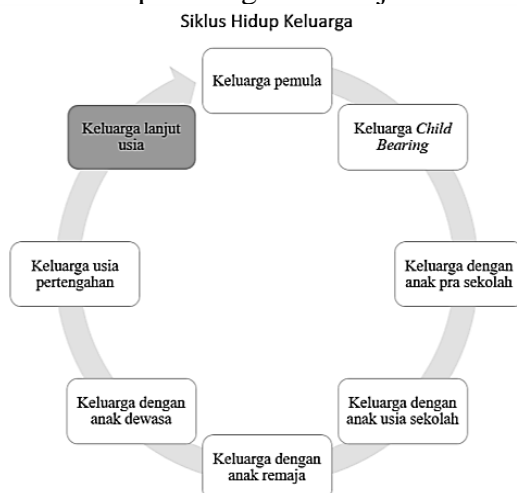 Siklus Hidup Keluarga
Keluarga pemula
Keluarga Child
Bearing
Keluarga dengan
anak pra sekolah
Keluarga dengan
anak usia sekolah
Keluarga dengan
anak remaja
Keluarga dengan
anak dewasa
Keluarga usia
pertengahan
Keluarga lanjut
usia